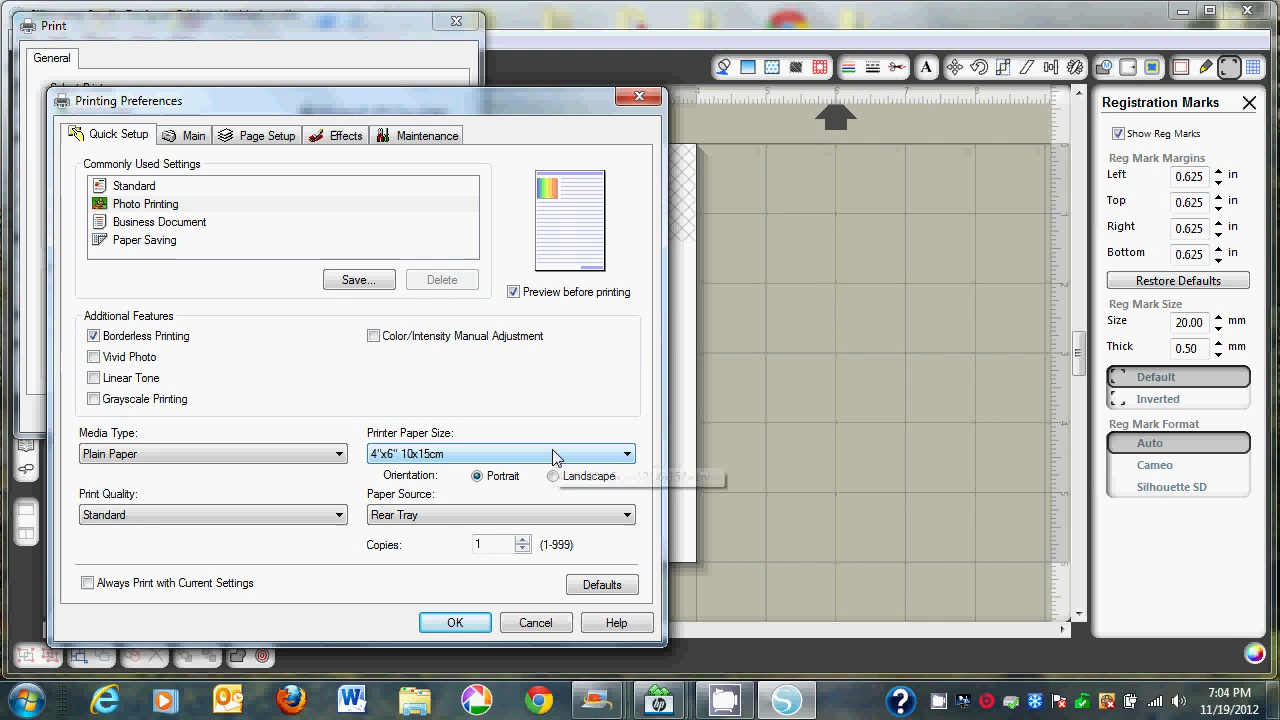 Print
General
Printing Preferences
Quick Setup
Main
Page Setup
Effects
Maintenance
Commonly Used Settings
Standard
Photo Printing
Business Document
Paper Saving
Save...
Delete
Preview before
Additional Features
Borderless Printing
Color/Intensity Manual Adjustment
Vivid Photo
Linear Tone
Grayscale Printing
Media Type:
Printer Paper Size:
Plain Paper
4"x6" 10x15cm
Orientation:
Portrait
Landscape
Print Quality:
Paper Source:
Standard
Rear Tray
Copies:
1
(1-999)
Always Print with Current Settings
Defaults
OK
Cancel
4
5
6
7
8
A
Registration Marks
Show Reg Marks
Reg Mark Margins
Left
0.625
in
Top
0.625
in
Right
0.625
in
Bottom
0.625
in
Restore Defaults
Reg Mark Size
Size
20.00
mm
Thick
0.50
mm
Default
Inverted
Reg Mark Format
Auto
Cameo
Silhouette SD
7:04 PM
11/19/2012